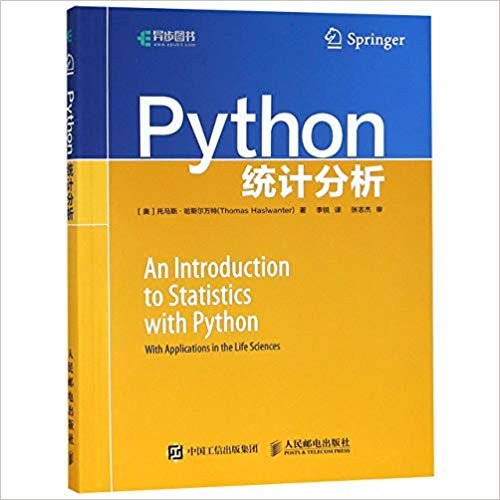 异步图书
www.epubit.com
Springer
Python
统计分析
[奥] 托马斯·哈斯尔万特(Thomas Haslwanter) 著 李锐 译 张志杰 审
An Introduction
to Statistics
with Python
With Applications in the Life Sciences
中国工信出版集团
人民邮电出版社
POSTS & TELECOM PRESS
Python
统计分析
人民邮电出版社